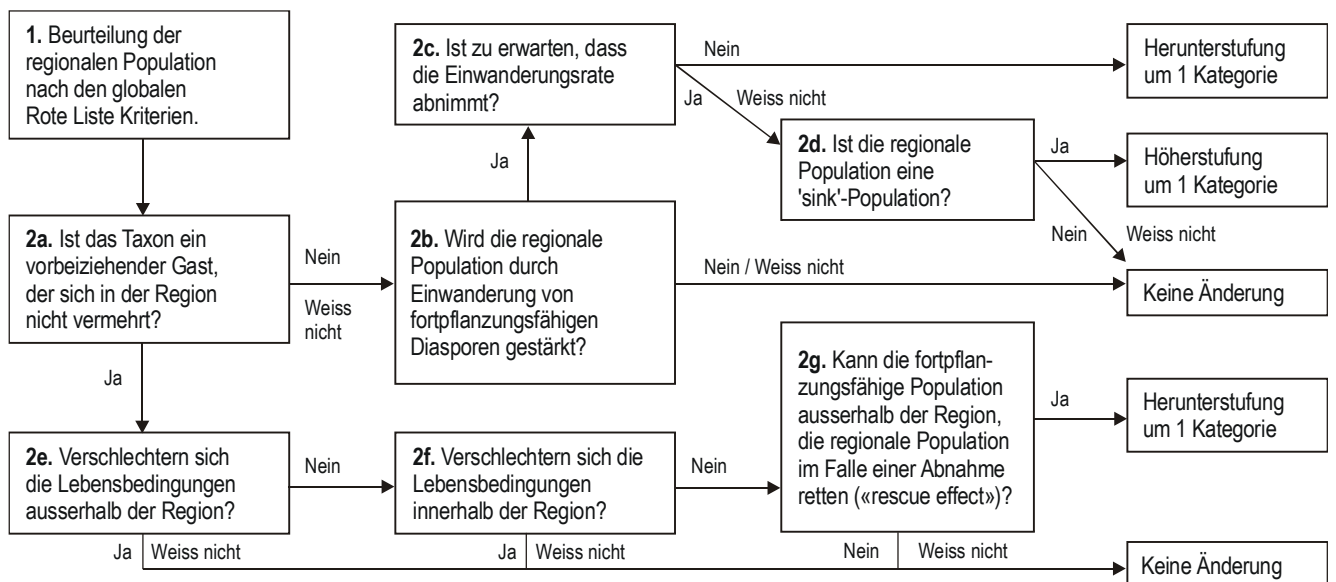 1. Beurteilung der
regionalen Population
nach den globalen
Rote Liste Kriterien.
2c. Ist zu erwarten, dass
die Einwanderungsrate
abnimmt?
Nein
Herunterstufung
um 1 Kategorie
Ja Weiss nicht
2d. Ist die regionale
Population eine
'sink'-Population?
Ja
Höherstufung
um 1 Kategorie
Ja
Nein Weiss nicht
2a. Ist das Taxon ein
vorbeiziehender Gast,
der sich in der Region
nicht vermehrt?
Nein
Weiss
nicht
2b. Wird die regionale
Population durch
Einwanderung von
fortpflanzungsfähigen
Diasporen gestärkt?
Nein / Weiss nicht
Keine Änderung
Ja
2g. Kann die fortpflan-
zungsfähige Population
ausserhalb der Region,
die regionale Population
im Falle einer Abnahme
retten («rescue effect»)?
Ja
Herunterstufung
um 1 Kategorie
2e. Verschlechtern sich
die Lebensbedingungen
ausserhalb der Region?
Nein
2f. Verschlechtern sich die
Lebensbedingungen
innerhalb der Region?
Nein
Ja Weiss nicht
Ja Weiss nicht
Nein Weiss nicht
Keine Änderung